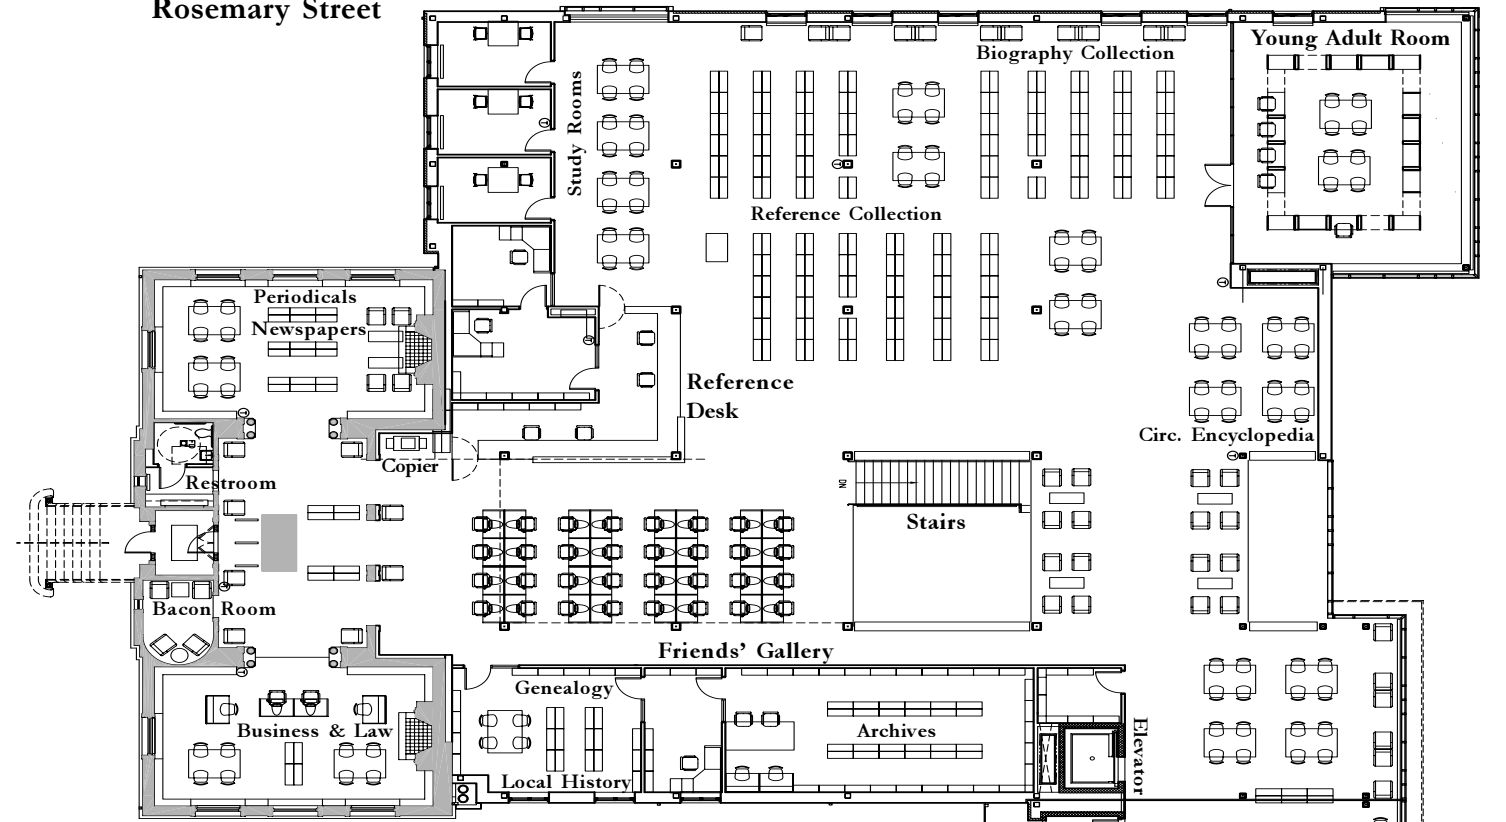 Rosemary Street
Biography Collection
Young Adult Room
Study Rooms
Reference Collection
Periodicals
Newspapers
Reference
Desk
Circ. Encyclopedia
Copier
Restroom
DN
Stairs
Bacon Room
Friends' Gallery
Genealogy
Business & Law
Archives
Elevator
Local History